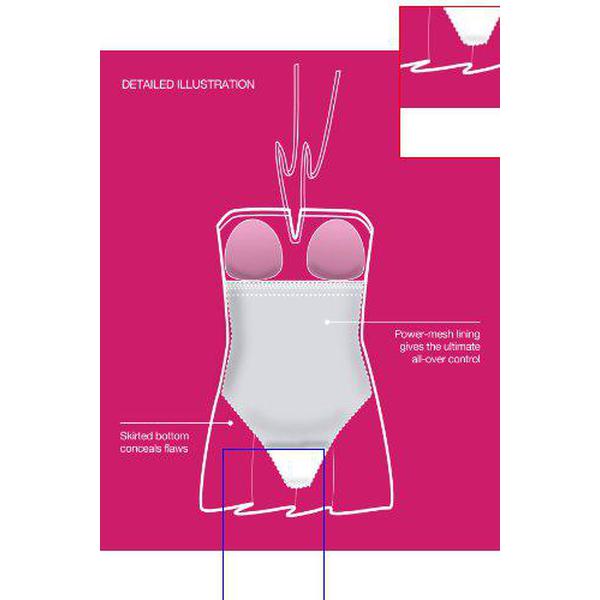 DETAILED ILLUSTRATION
Power-mesh lining
gives the ultimate
all-over control
Skirted bottom
conceals flaws